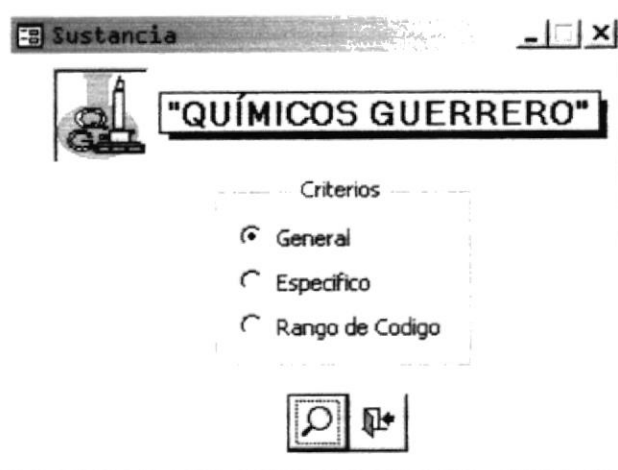 Sustancia
"QUÍMICOS GUERRERO"
Criterios
General
Especifico
Rango de Codigo